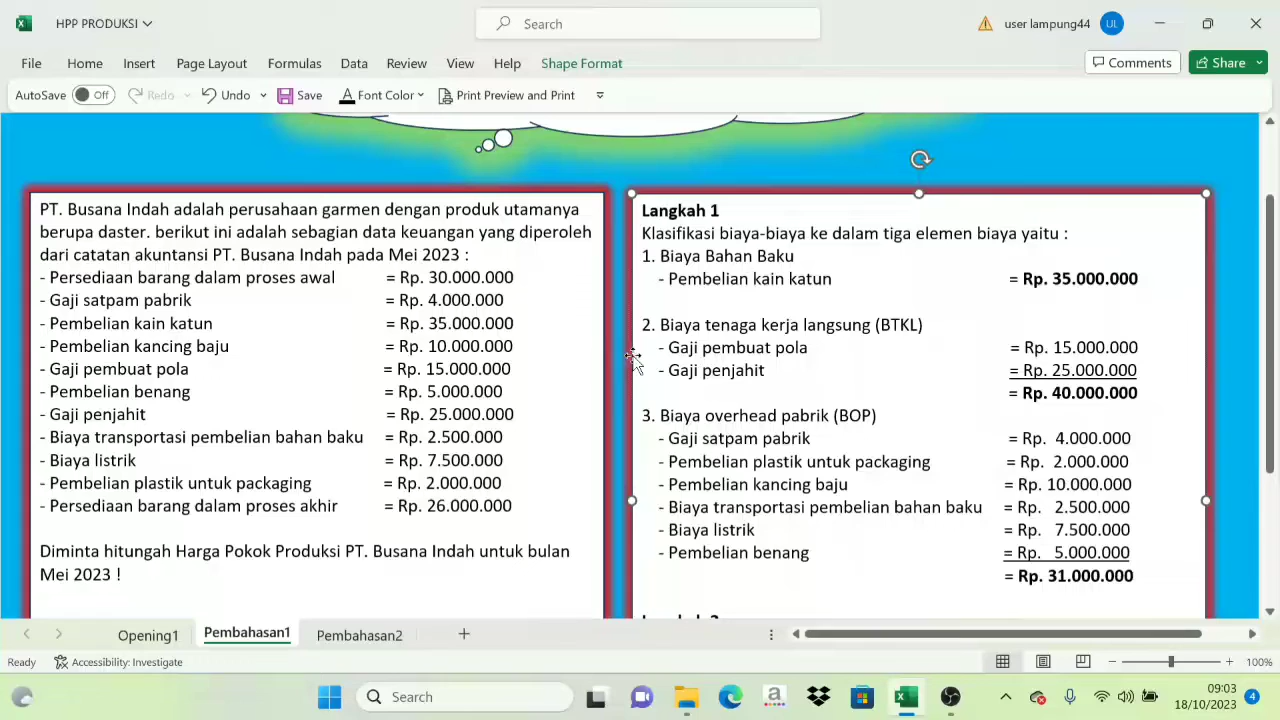 HPP PRODUKSI
Search
user lampung44
UL
File Home Insert Page Layout Formulas Data Review View Help Shape Format
Comments
Share
AutoSave Off Redo Undo Save Font Color Print Preview and Print
PT. Busana Indah adalah perusahaan garmen dengan produk utamanya
berupa daster. berikut ini adalah sebagian data keuangan yang diperoleh
dari catatan akuntansi PT. Busana Indah pada Mei 2023 :
- Persediaan barang dalam proses awal = Rp. 30.000.000
- Gaji satpam pabrik = Rp. 4.000.000
- Pembelian kain katun = Rp. 35.000.000
- Pembelian kancing baju = Rp. 10.000.000
- Gaji pembuat pola = Rp. 15.000.000
- Pembelian benang = Rp. 5.000.000
- Gaji penjahit = Rp. 25.000.000
- Biaya transportasi pembelian bahan baku = Rp. 2.500.000
- Biaya listrik = Rp. 7.500.000
- Pembelian plastik untuk packaging = Rp. 2.000.000
- Persediaan barang dalam proses akhir = Rp. 26.000.000
Diminta hitungah Harga Pokok Produksi PT. Busana Indah untuk bulan
Mei 2023 !
Langkah 1
Klasifikasi biaya-biaya ke dalam tiga elemen biaya yaitu :
1. Biaya Bahan Baku
- Pembelian kain katun = Rp. 35.000.000
2. Biaya tenaga kerja langsung (BTKL)
- Gaji pembuat pola = Rp. 15.000.000
- Gaji penjahit = Rp. 25.000.000
= Rp. 40.000.000
3. Biaya overhead pabrik (BOP)
- Gaji satpam pabrik = Rp. 4.000.000
- Pembelian plastik untuk packaging = Rp. 2.000.000
- Pembelian kancing baju = Rp. 10.000.000
- Biaya transportasi pembelian bahan baku = Rp. 2.500.000
- Biaya listrik = Rp. 7.500.000
- Pembelian benang = Rp. 5.000.000
= Rp. 31.000.000
Opening1 Pembahasan1 Pembahasan2
Ready Accessibility: Investigate 100%
Search
09:03
18/10/2023
4